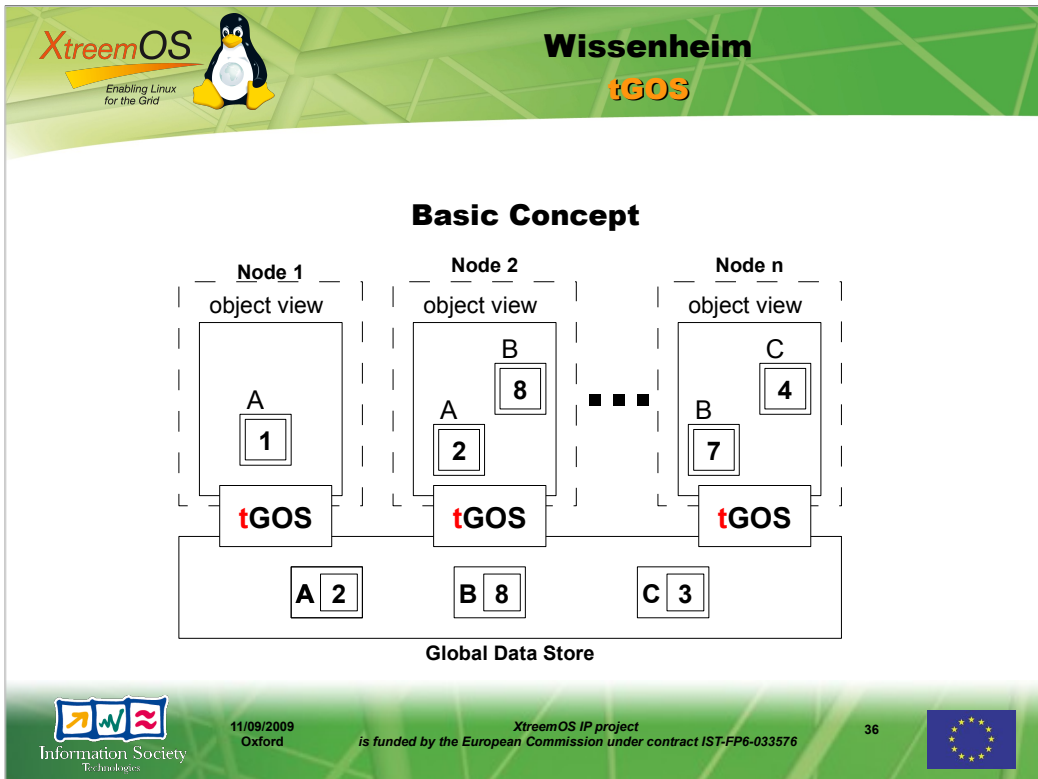 XtreemOS
Enabling Linux
for the Grid
Wissenheim
tGOS
Basic Concept
Node 1
Node 2
Node n
object view
object view
object view
A
1
B
8
A
2
C
4
B
7
tGOS
tGOS
tGOS
A 2
B 8
C 3
Global Data Store
Information Society
Technologies
11/09/2009
Oxford
XtreemOS IP project
is funded by the European Commission under contract IST-FP6-033576
36